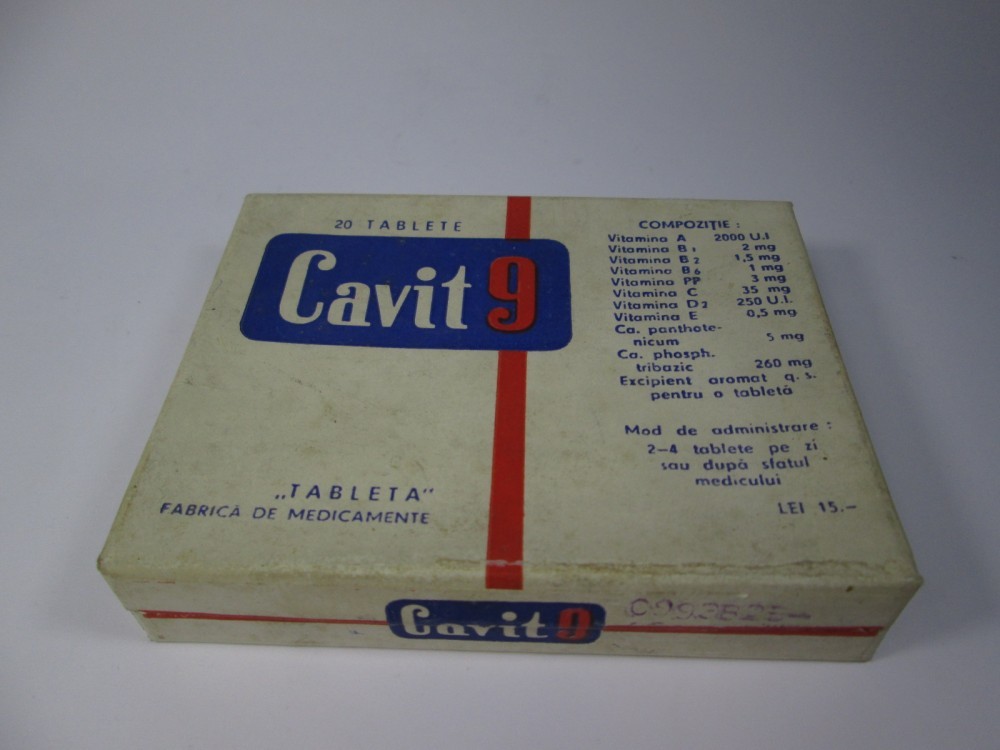 20 TABLETE
Cavit 9
„TABLETA"
FABRICA DE MEDICAMENTE
COMPOZIȚIE :
Vitamina A 2000 U.I
Vitamina B1 2 mg
Vitamina B2 1,5 mg
Vitamina B6 1 mg
Vitamina PP 3 mg
Vitamina C 35 mg
Vitamina D2 250 U.I.
Vitamina E 0,5 mg
Ca. panthote-
nicum 5 mg
Ca. phosph.
tribazic 260 mg
Excipient aromat q.s.
pentru o tabletă
Mod de administrare :
2–4 tablete pe zi
sau după sfatul
medicului
LEI 15.–
Cavit 9